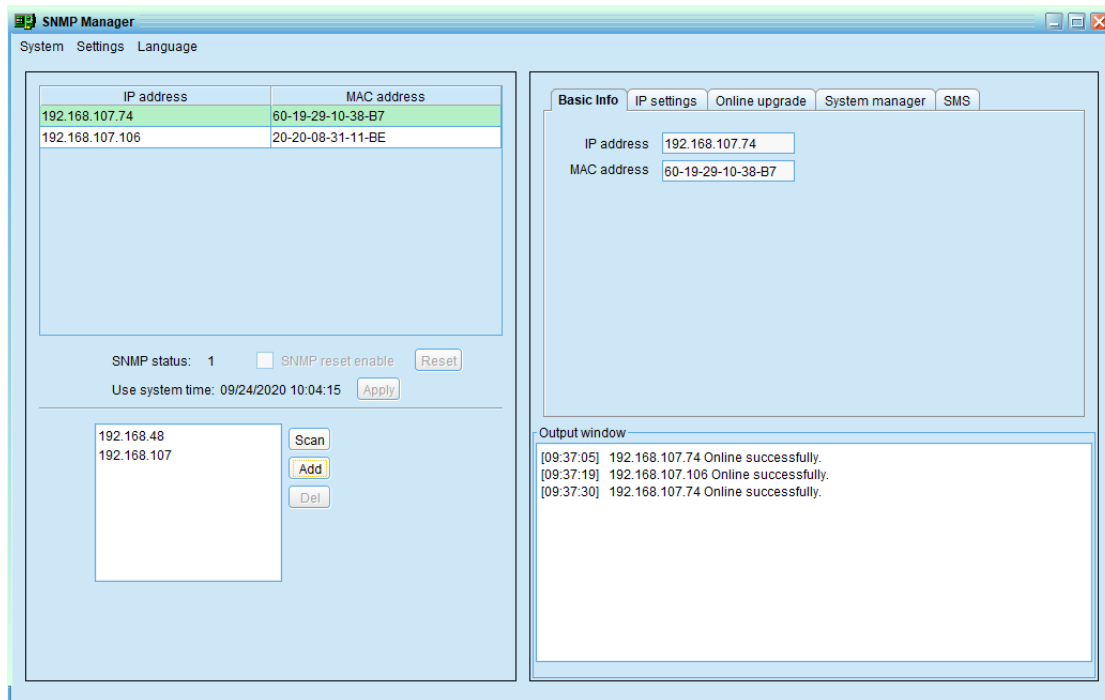 SNMP Manager
System Settings Language
IP address MAC address
192.168.107.74 60-19-29-10-38-B7
192.168.107.106 20-20-08-31-11-BE
SNMP status: 1 SNMP reset enable Reset
Use system time: 09/24/2020 10:04:15 Apply
192.168.48
192.168.107
Scan
Add
Del
Basic Info IP settings Online upgrade System manager SMS
IP address 192.168.107.74
MAC address 60-19-29-10-38-B7
Output window
[09:37:05] 192.168.107.74 Online successfully.
[09:37:19] 192.168.107.106 Online successfully.
[09:37:30] 192.168.107.74 Online successfully.